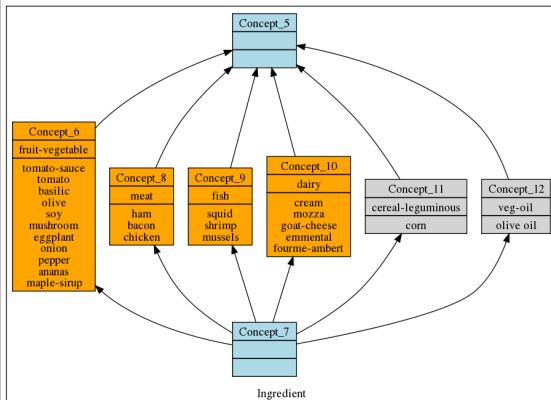 Concept_5
Concept_6
fruit-vegetable
tomato-sauce
tomato
basilic
olive
soy
mushroom
eggplant
onion
pepper
ananas
maple-sirup
Concept_8
meat
ham
bacon
chicken
Concept_9
fish
squid
shrimp
mussels
Concept_10
dairy
cream
mozza
goat-cheese
emmental
fourme-ambert
Concept_11
cereal-leguminous
corn
Concept_12
veg-oil
olive oil
Concept_7
Ingredient